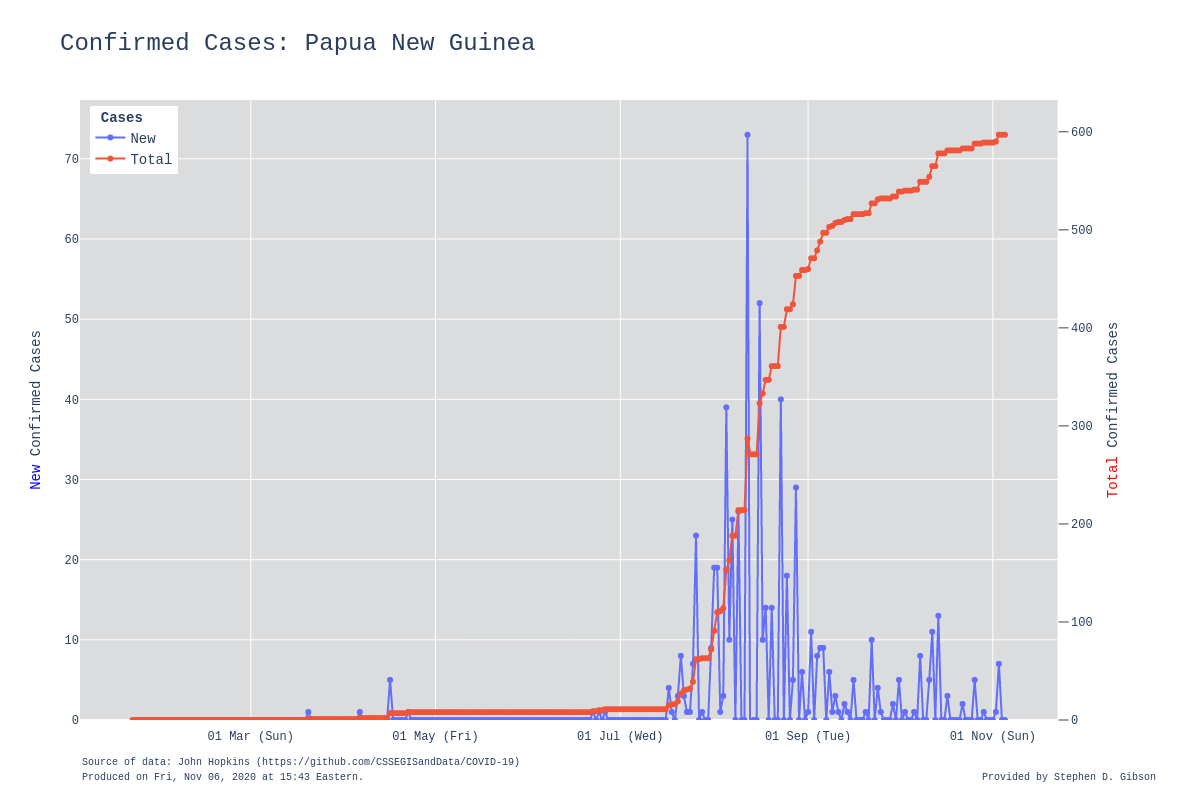 Confirmed Cases: Papua New Guinea
Cases
New
Total
70
60
50
40
30
20
10
0
New Confirmed Cases
600
500
400
300
200
100
0
Total Confirmed Cases
01 Mar (Sun)
01 May (Fri)
01 Jul (Wed)
01 Sep (Tue)
01 Nov (Sun)
Source of data: John Hopkins (https://github.com/CSSEGISandData/COVID-19)
Produced on Fri, Nov 06, 2020 at 15:43 Eastern.
Provided by Stephen D. Gibson